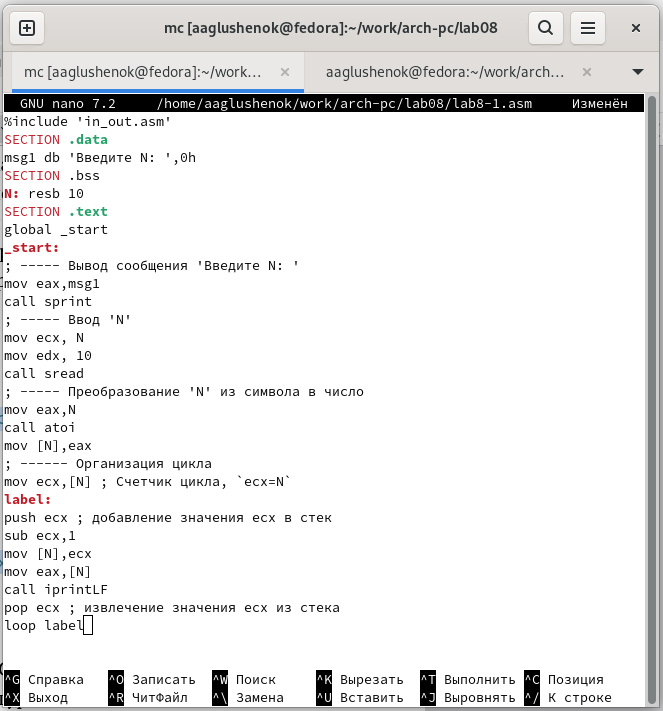 mc [aaglushenok@fedora]:~/work/arch-pc/lab08
mc [aaglushenok@fedora]:~/work… aaglushenok@fedora:~/work/arch…
GNU nano 7.2 /home/aaglushenok/work/arch-pc/lab08/lab8-1.asm Изменён
%include 'in_out.asm'
SECTION .data
msg1 db 'Введите N: ',0h
SECTION .bss
N: resb 10
SECTION .text
global _start
_start:
; ----- Вывод сообщения 'Введите N: '
mov eax,msg1
call sprint
; ----- Ввод 'N'
mov ecx, N
mov edx, 10
call sread
; ----- Преобразование 'N' из символа в число
mov eax,N
call atoi
mov [N],eax
; ------ Организация цикла
mov ecx,[N] ; Счетчик цикла, `ecx=N`
label:
push ecx ; добавление значения ecx в стек
sub ecx,1
mov [N],ecx
mov eax,[N]
call iprintLF
pop ecx ; извлечение значения ecx из стека
loop label
^G Справка ^O Записать ^W Поиск ^K Вырезать ^T Выполнить ^C Позиция
^X Выход ^R ЧитФайл ^\ Замена ^U Вставить ^J Выровнять ^/ К строке